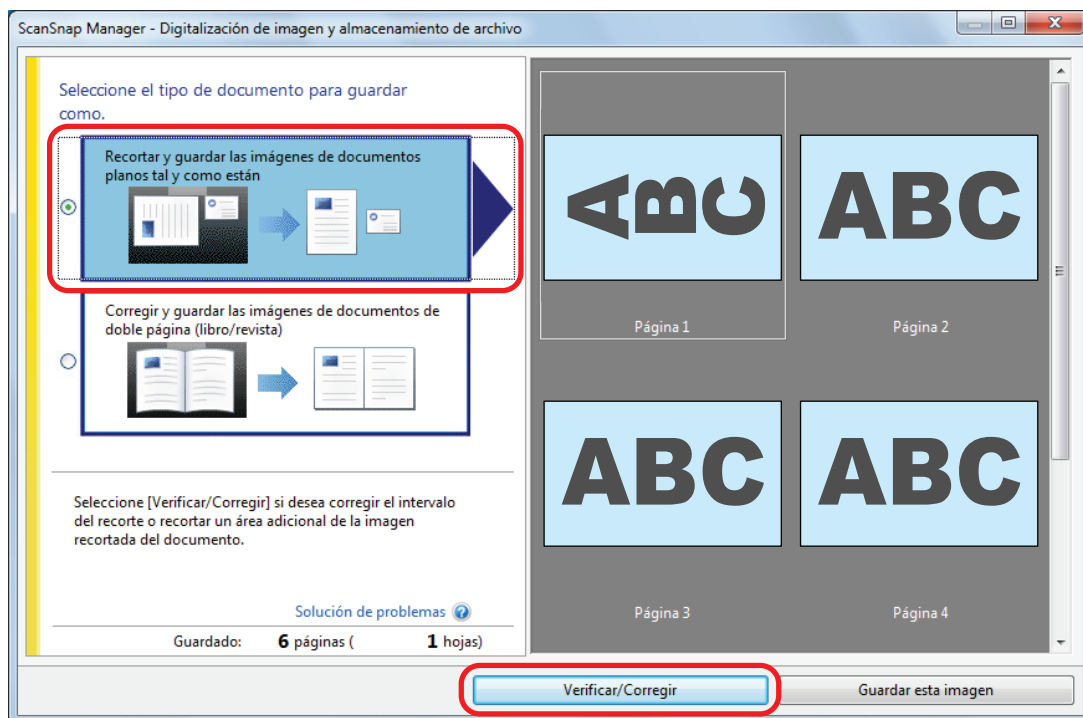 ScanSnap Manager - Digitalización de imagen y almacenamiento de archivo
Seleccione el tipo de documento para guardar
como.
Recortar y guardar las imágenes de documentos
planos tal y como están
Corregir y guardar las imágenes de documentos de
doble página (libro/revista)
Seleccione [Verificar/Corregir] si desea corregir el intervalo
del recorte o recortar un área adicional de la imagen
recortada del documento.
Solución de problemas ?
Guardado: 6 páginas ( 1 hojas)
ABC
ABC
Página 1
Página 2
ABC
ABC
Página 3
Página 4
Verificar/Corregir
Guardar esta imagen